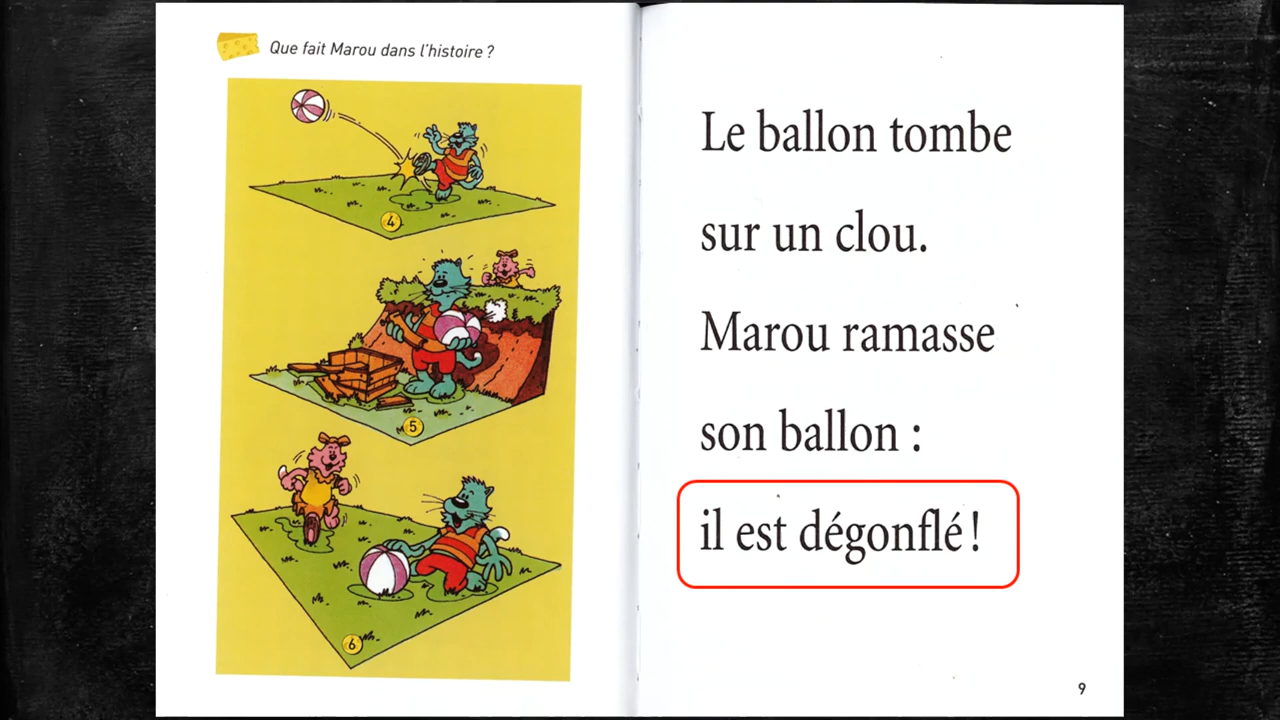 Que fait Marou dans l'histoire ?
4
5
6
Le ballon tombe
sur un clou.
Marou ramasse
son ballon :
il est dégonflé !
9